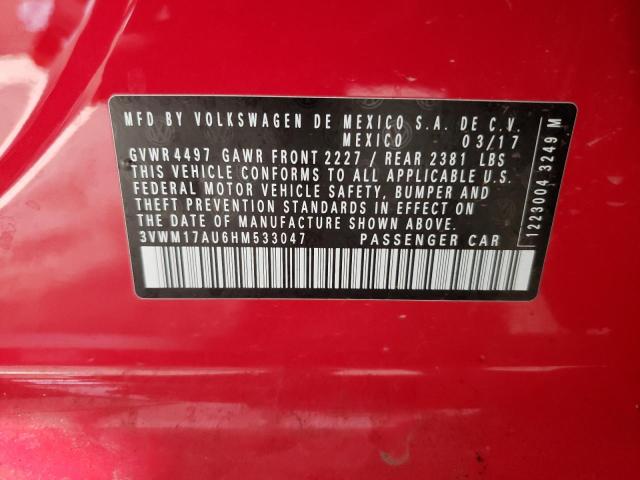 MFD BY VOLKSWAGEN DE MEXICO S.A. DE C.V.
MEXICO 03/17
GVWR 4497 GAWR FRONT 2227 / REAR 2381 LBS
THIS VEHICLE CONFORMS TO ALL APPLICABLE U.S.
FEDERAL MOTOR VEHICLE SAFETY, BUMPER AND
THEFT PREVENTION STANDARDS IN EFFECT ON
THE DATE OF MANUFACTURE SHOWN ABOVE.
3VWM17AU6HM533047 PASSENGER CAR
1223004 3249 M